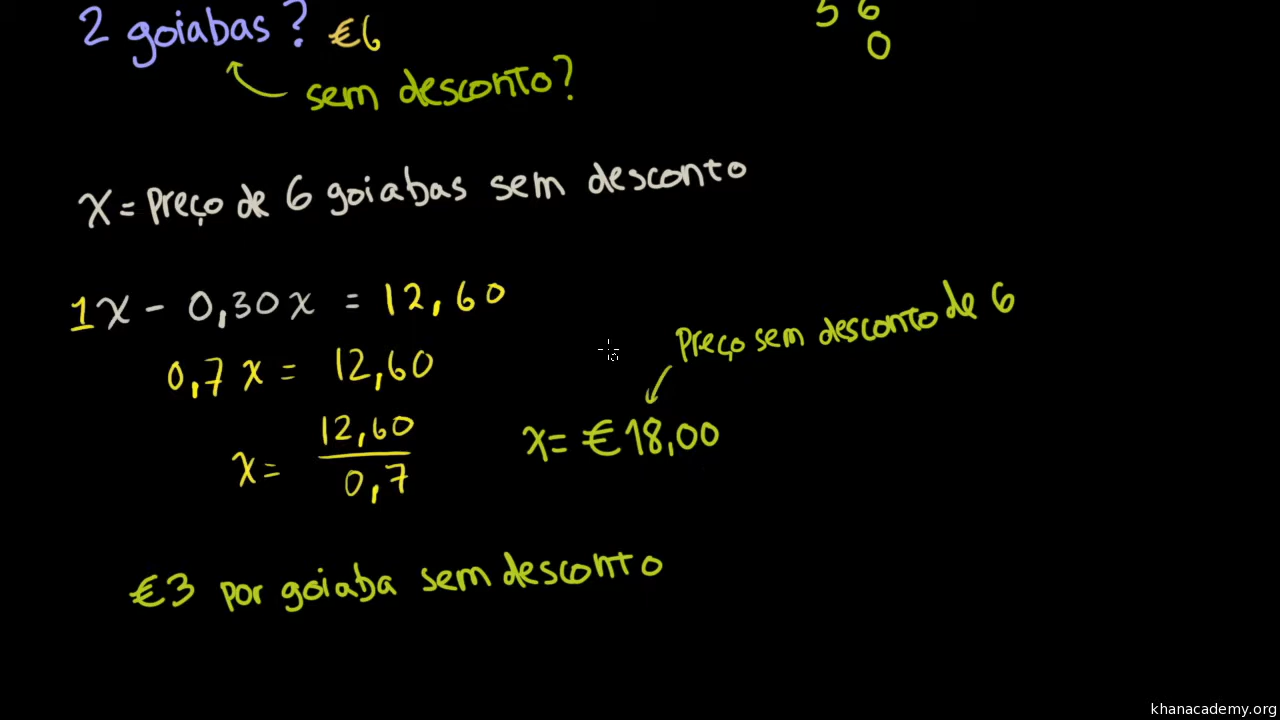 2 goiabas? €6
5 6
0
sem desconto?
x = Preço de 6 goiabas sem desconto
1x - 0,30x = 12,60
Preço sem desconto de 6
0,7x = 12,60
x = 12,60
0,7
x = €18,00
€3 por goiaba sem desconto
khanacademy.org